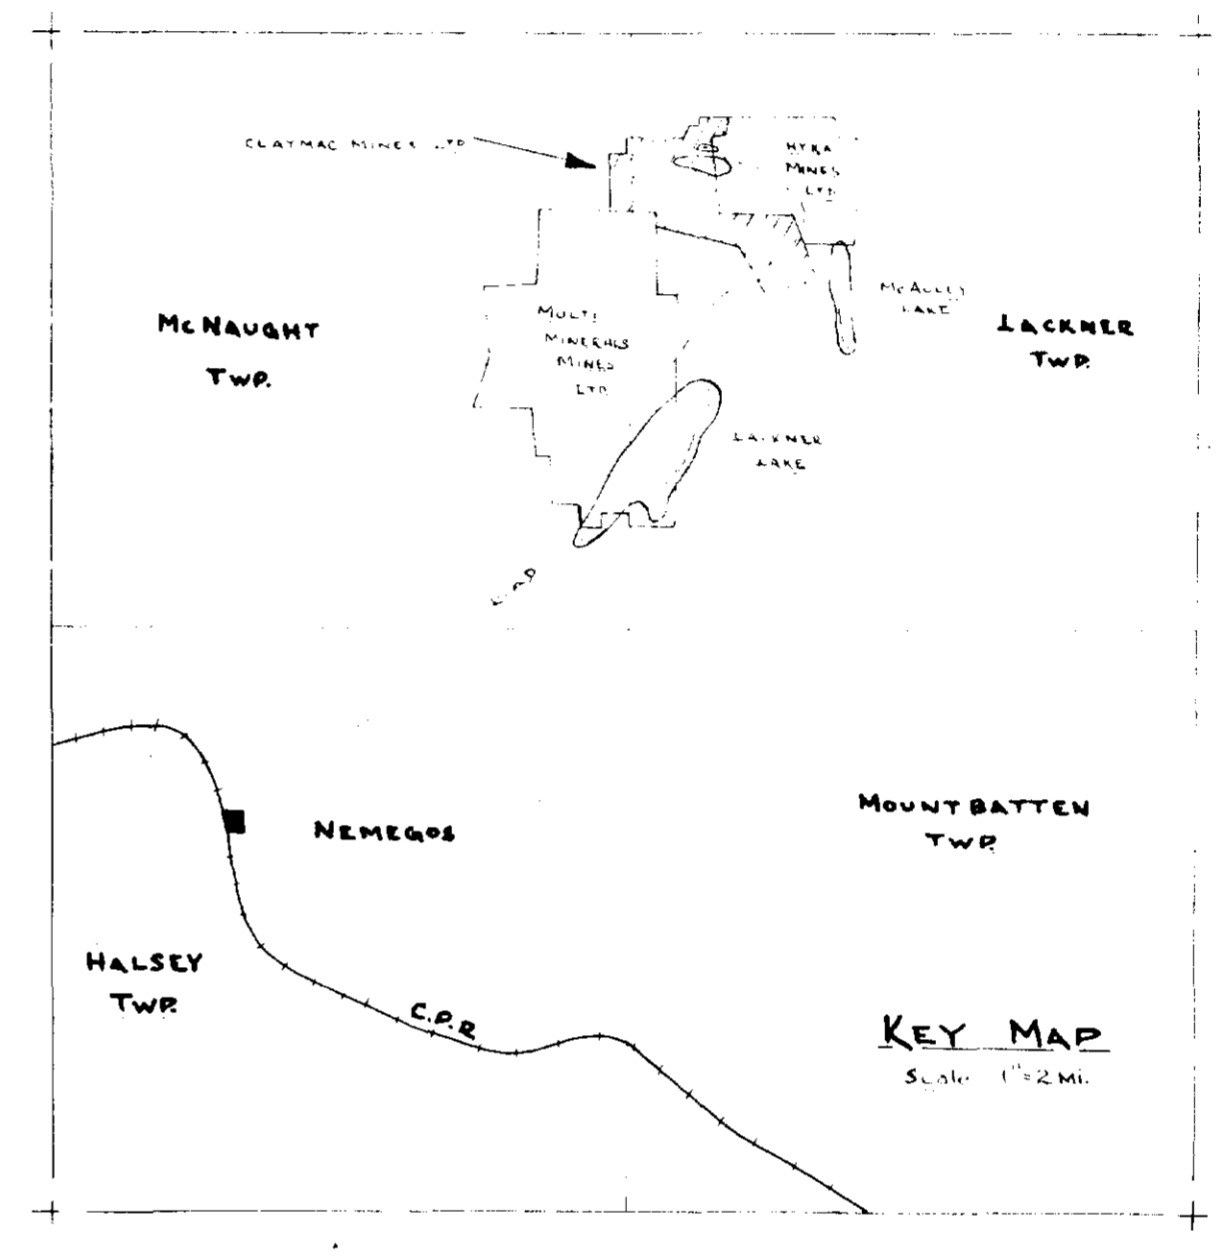 CLAYMAC MINES LTD
HYRA
MINES
LTD
MCAULEY
LAKE
MCNAUGHT
TWP.
MULTI
MINERALS
MINES
LTD.
LACKNER
TWP.
LACKNER
LAKE
NEMEGOS
MOUNTBATTEN
TWP.
HALSEY
TWP.
C.P.R
KEY MAP
Scale 1"=2 MI.